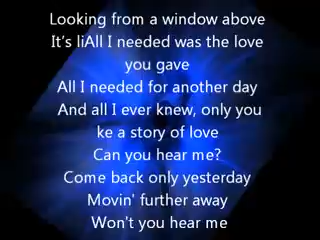 Looking from a window above
It's liAll I needed was the love
you gave
All I needed for another day
And all I ever knew, only you
ke a story of love
Can you hear me?
Come back only yesterday
Movin' further away
Won't you hear me